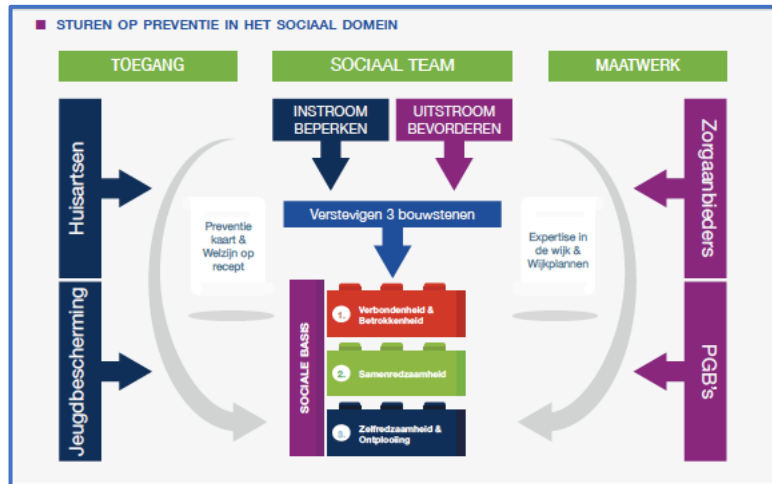 STUREN OP PREVENTIE IN HET SOCIAAL DOMEIN
TOEGANG
SOCIAAL TEAM
MAATWERK
INSTROOM
BEPERKEN
UITSTROOM
BEVORDEREN
Huisartsen
Zorgaanbieders
Verstevigen 3 bouwstenen
Preventie
kaart &
Welzijn op
recept
Expertise in
de wijk &
Wijkplannen
Jeugdbescherming
PGB's
SOCIALE BASIS
1. Verbondenheid &
Betrokkenheid
2. Samenredzaamheid
3. Zelfredzaamheid &
Ontplooiing